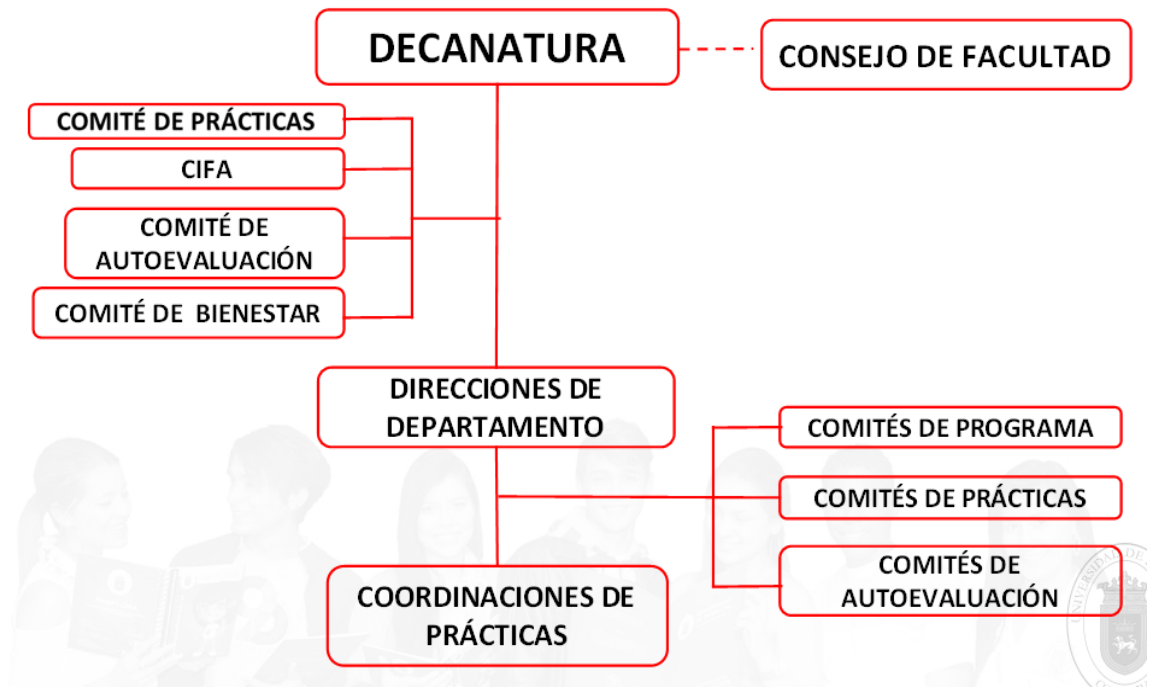 DECANATURA
CONSEJO DE FACULTAD
COMITÉ DE PRÁCTICAS
CIFA
COMITÉ DE
AUTOEVALUACIÓN
COMITÉ DE BIENESTAR
DIRECCIONES DE
DEPARTAMENTO
COMITÉS DE PROGRAMA
COMITÉS DE PRÁCTICAS
COMITÉS DE
AUTOEVALUACIÓN
COORDINACIONES DE
PRÁCTICAS